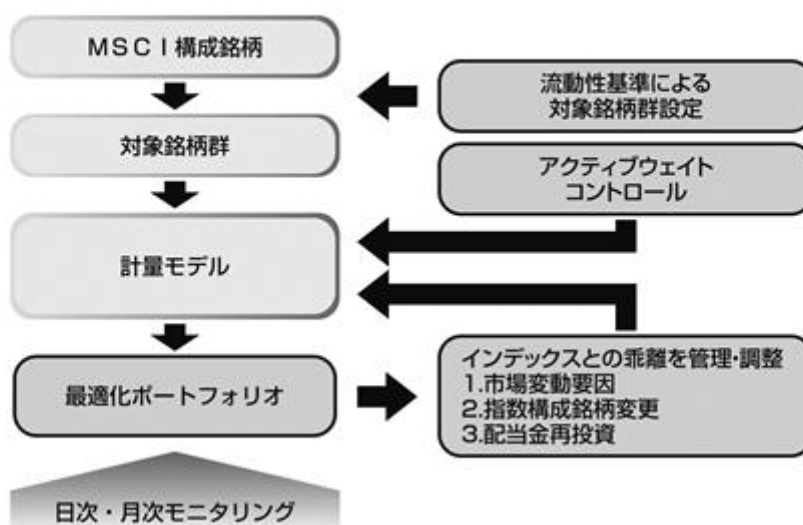 MSCI構成銘柄
流動性基準による
対象銘柄群設定
対象銘柄群
アクティブウェイト
コントロール
計量モデル
最適化ポートフォリオ
インデックスとの乖離を管理・調整
1.市場変動要因
2.指数構成銘柄変更
3.配当金再投資
日次・月次モニタリング